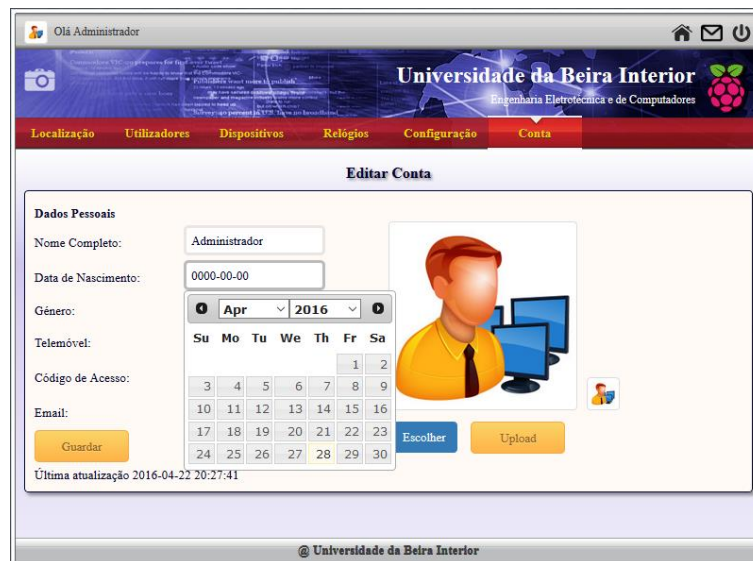 Olá Administrador
Universidade da Beira Interior
Engenharia Eletrotécnica e de Computadores
Localização Utilizadores Dispositivos Relógios Configuração Conta
Editar Conta
Dados Pessoais
Nome Completo: Administrador
Data de Nascimento: 0000-00-00
Género:
Telemóvel:
Código de Acesso:
Email:
Apr 2016
Su Mo Tu We Th Fr Sa
1 2
3 4 5 6 7 8 9
10 11 12 13 14 15 16
17 18 19 20 21 22 23
24 25 26 27 28 29 30
Guardar Escolher Upload
Última atualização 2016-04-22 20:27:41
@ Universidade da Beira Interior